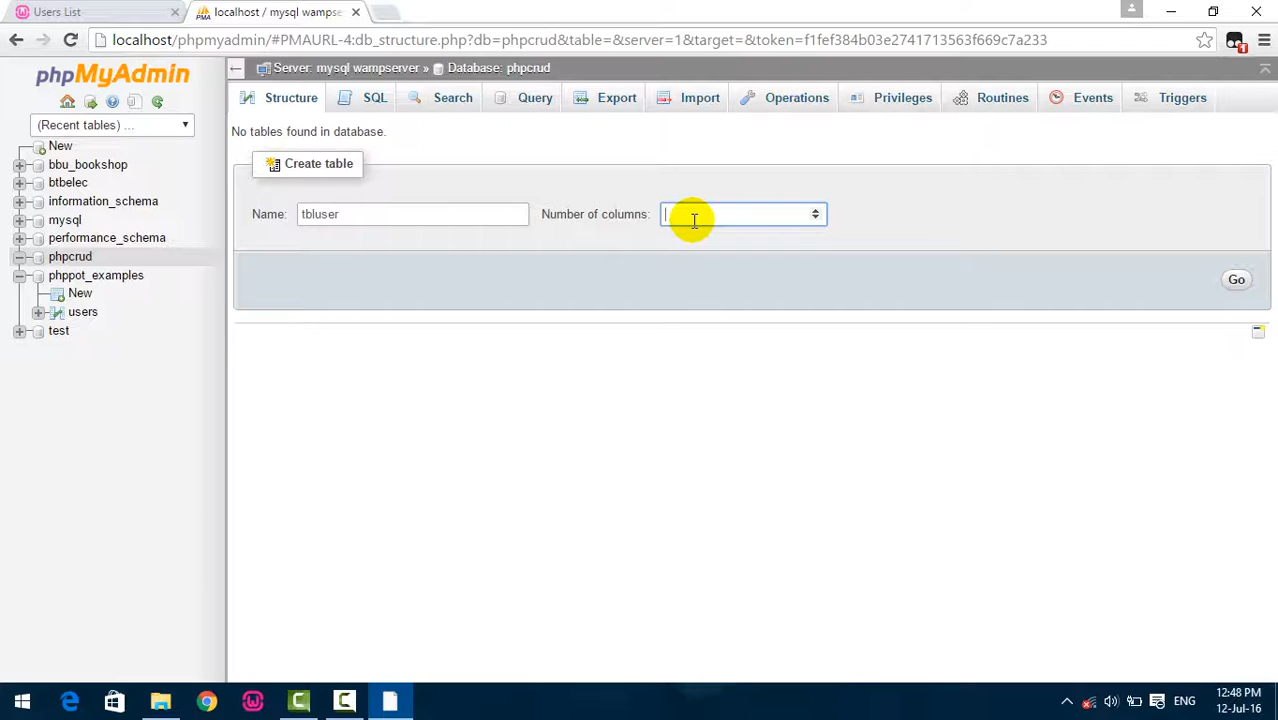 Users List
localhost / mysql wampse
localhost/phpmyadmin/#PMAURL-4:db_structure.php?db=phpcrud&table=&server=1&target=&token=f1fef384b03e2741713563f669c7a233
phpMyAdmin
Server: mysql wampserver » Database: phpcrud
Structure SQL Search Query Export Import Operations Privileges Routines Events Triggers
(Recent tables) ...
No tables found in database.
New
bbu_bookshop
btbelec
information_schema
mysql
performance_schema
phpcrud
phppot_examples
New
users
test
Create table
Name: tbluser Number of columns:
Go
ENG
12:48 PM
12-Jul-16